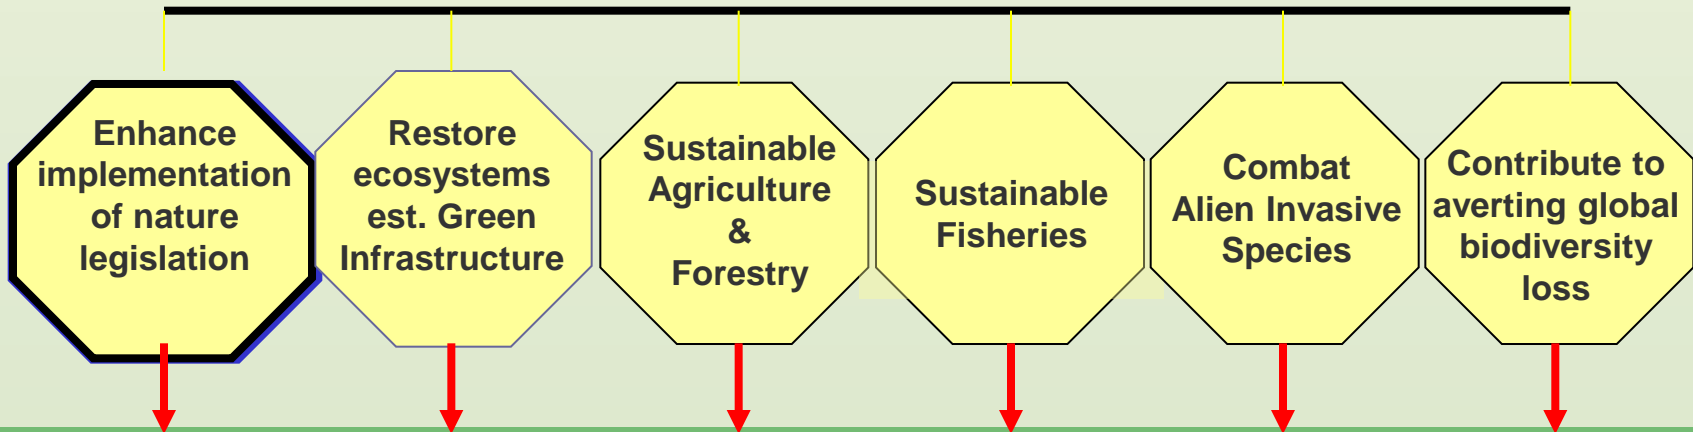 Enhance
implementation
of nature
legislation
Restore
ecosystems
est. Green
Infrastructure
Sustainable
Agriculture
&
Forestry
Sustainable
Fisheries
Combat
Alien Invasive
Species
Contribute to
averting global
biodiversity
loss